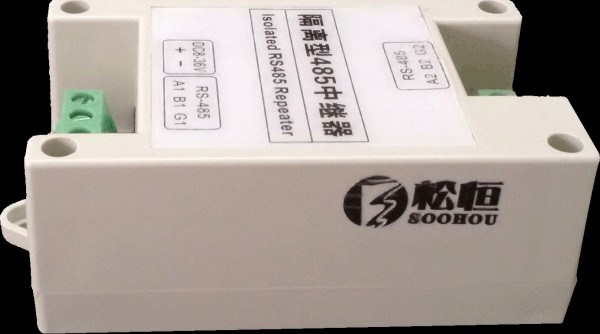 隔离型485中继器
Isolated RS485 Repeater
DC8-36V
+ -
RS-485
A1 B1 G1
RS-485
A2 B2 G2
松恒
SOOHOU